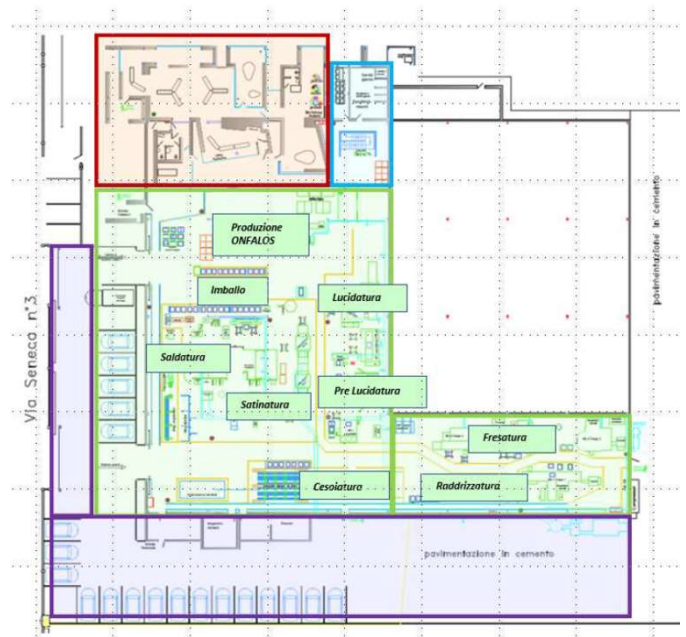 Produzione
ONFALOS
Imballo
Lucidatura
Saldatura
Satinatura
Pre Lucidatura
Fresatura
Cesoiatura
Raddrizzatura
pavimentazione in cemento
pavimentazione in cemento
Via Seneca n°3